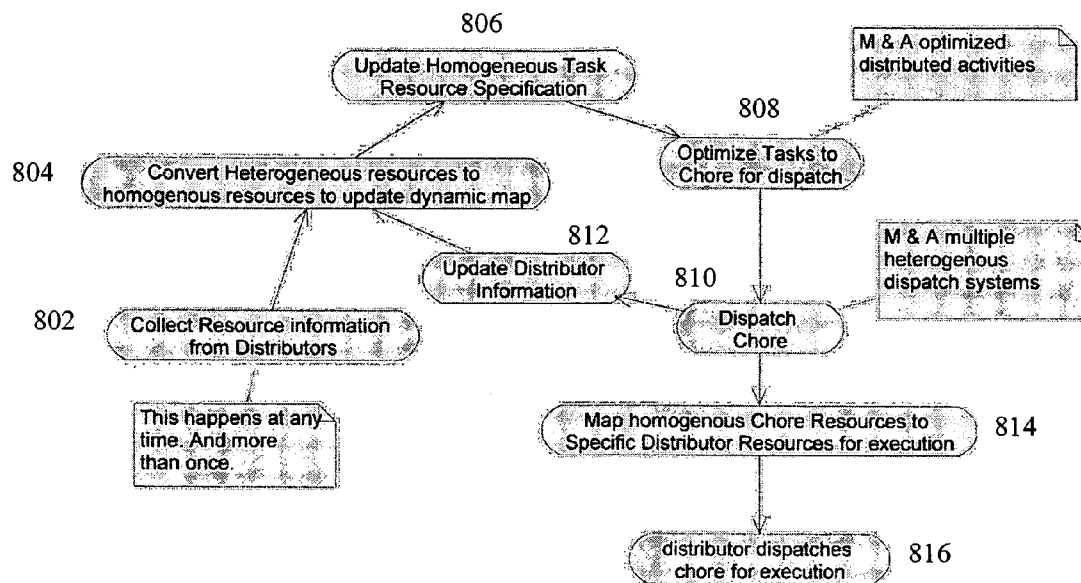 806
Update Homogeneous Task
Resource Specification
M & A optimized
distributed activities
808
Optimize Tasks to
Chore for dispatch
804
Convert Heterogeneous resources to
homogenous resources to update dynamic map
812
Update Distributor
Information
810
M & A multiple
heterogenous
dispatch systems
Dispatch
Chore
802
Collect Resource information
from Distributors
This happens at any
time. And more
than once.
Map homogenous Chore Resources to
Specific Distributor Resources for execution
814
distributor dispatches
chore for execution
816